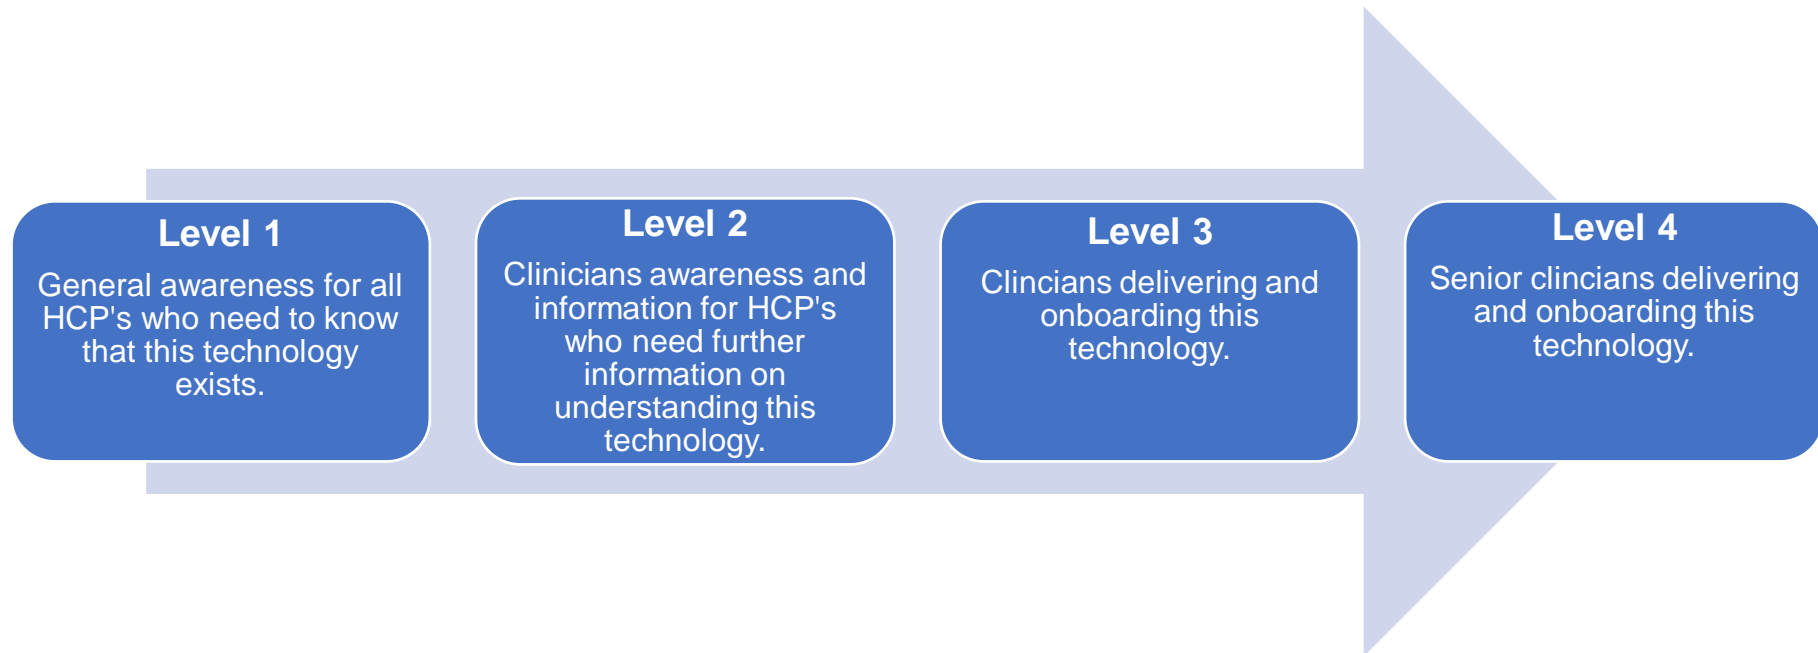 Level 1
General awareness for all
HCP's who need to know
that this technology
exists.
Level 2
Clinicians awareness and
information for HCP's
who need further
information on
understanding this
technology.
Level 3
Clincians delivering and
onboarding this
technology.
Level 4
Senior clincians delivering
and onboarding this
technology.